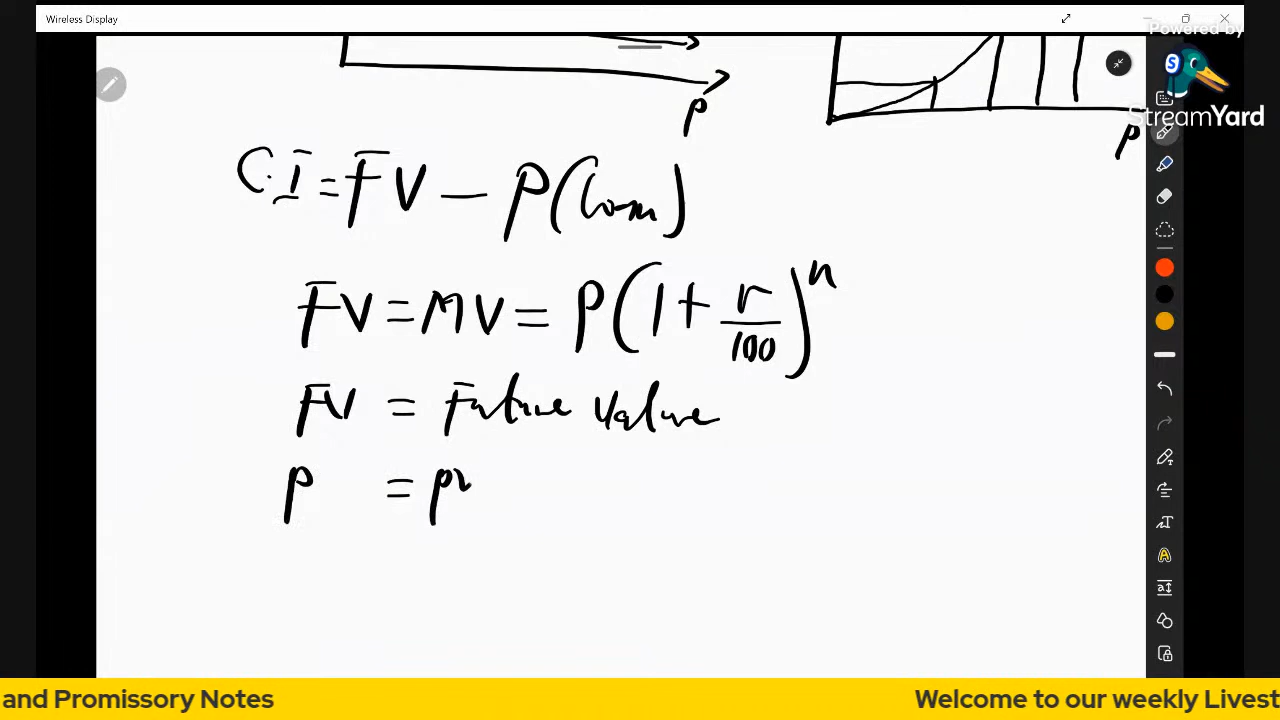 Wireless Display
Powered by
StreamYard
P
P
C.I = FV - P(Loan)
FV = MV = P(1 + r/100)^n
FV = Future value
P = pr
and Promissory Notes
Welcome to our weekly Livest